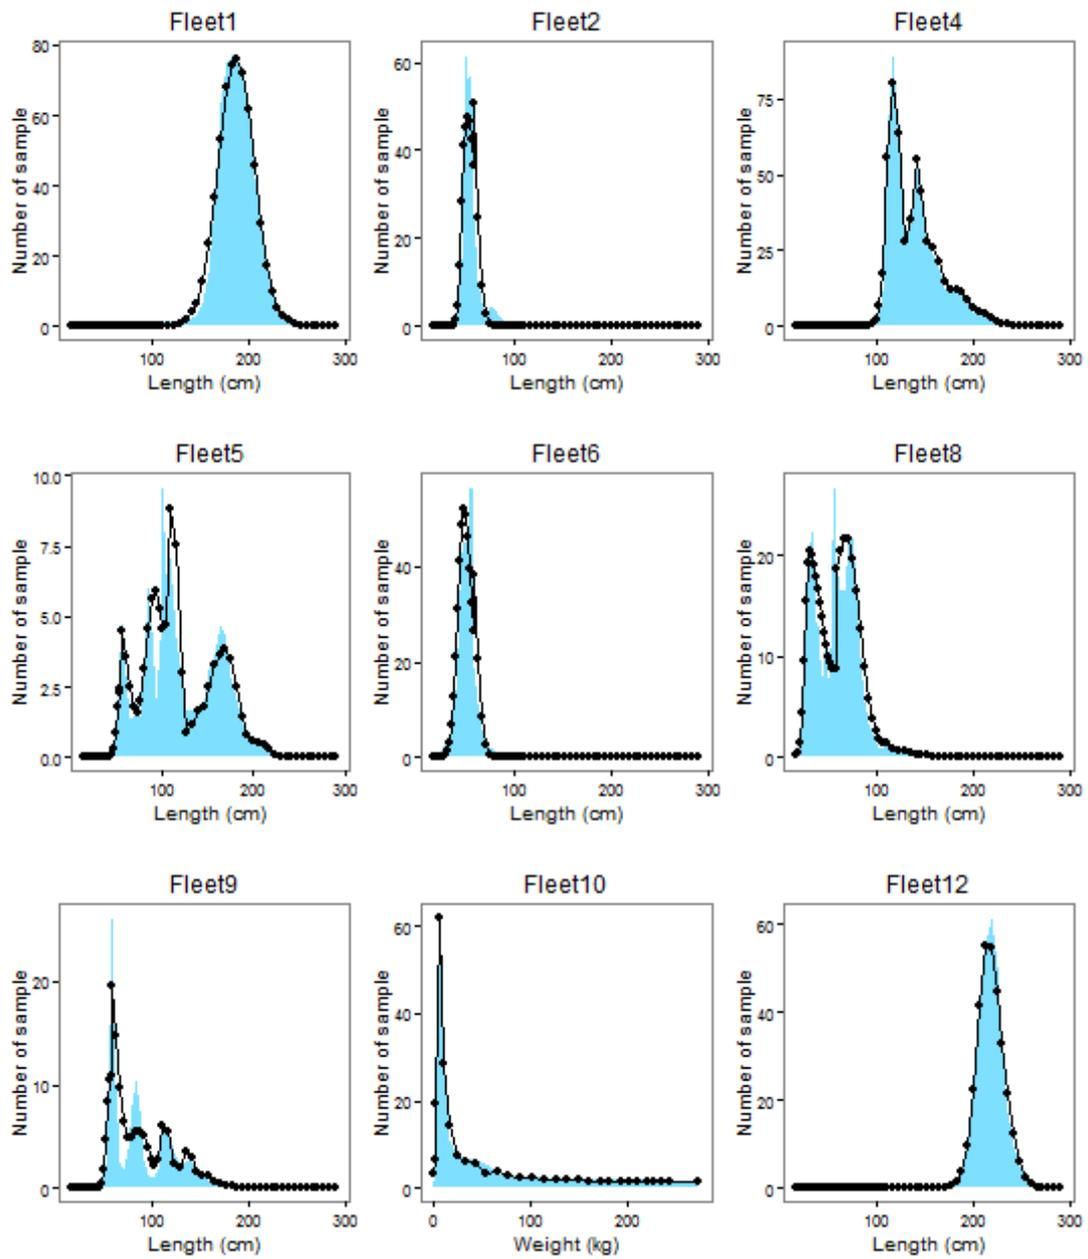 Fleet1 Fleet2 Fleet4
Number of sample Number of sample Number of sample
80 60 75
60 40 50
40 20 25
20 0 0
0
100 200 300 100 200 300 100 200 300
Length (cm) Length (cm) Length (cm)
Fleet5 Fleet6 Fleet8
Number of sample Number of sample Number of sample
10.0 40 20
7.5 20 10
5.0 0 0
2.5
0.0
100 200 300 100 200 300 100 200 300
Length (cm) Length (cm) Length (cm)
Fleet9 Fleet10 Fleet12
Number of sample Number of sample Number of sample
20 60 60
10 40 40
0 20 20
0 0
100 200 300 0 100 200 100 200 300
Length (cm) Weight (kg) Length (cm)